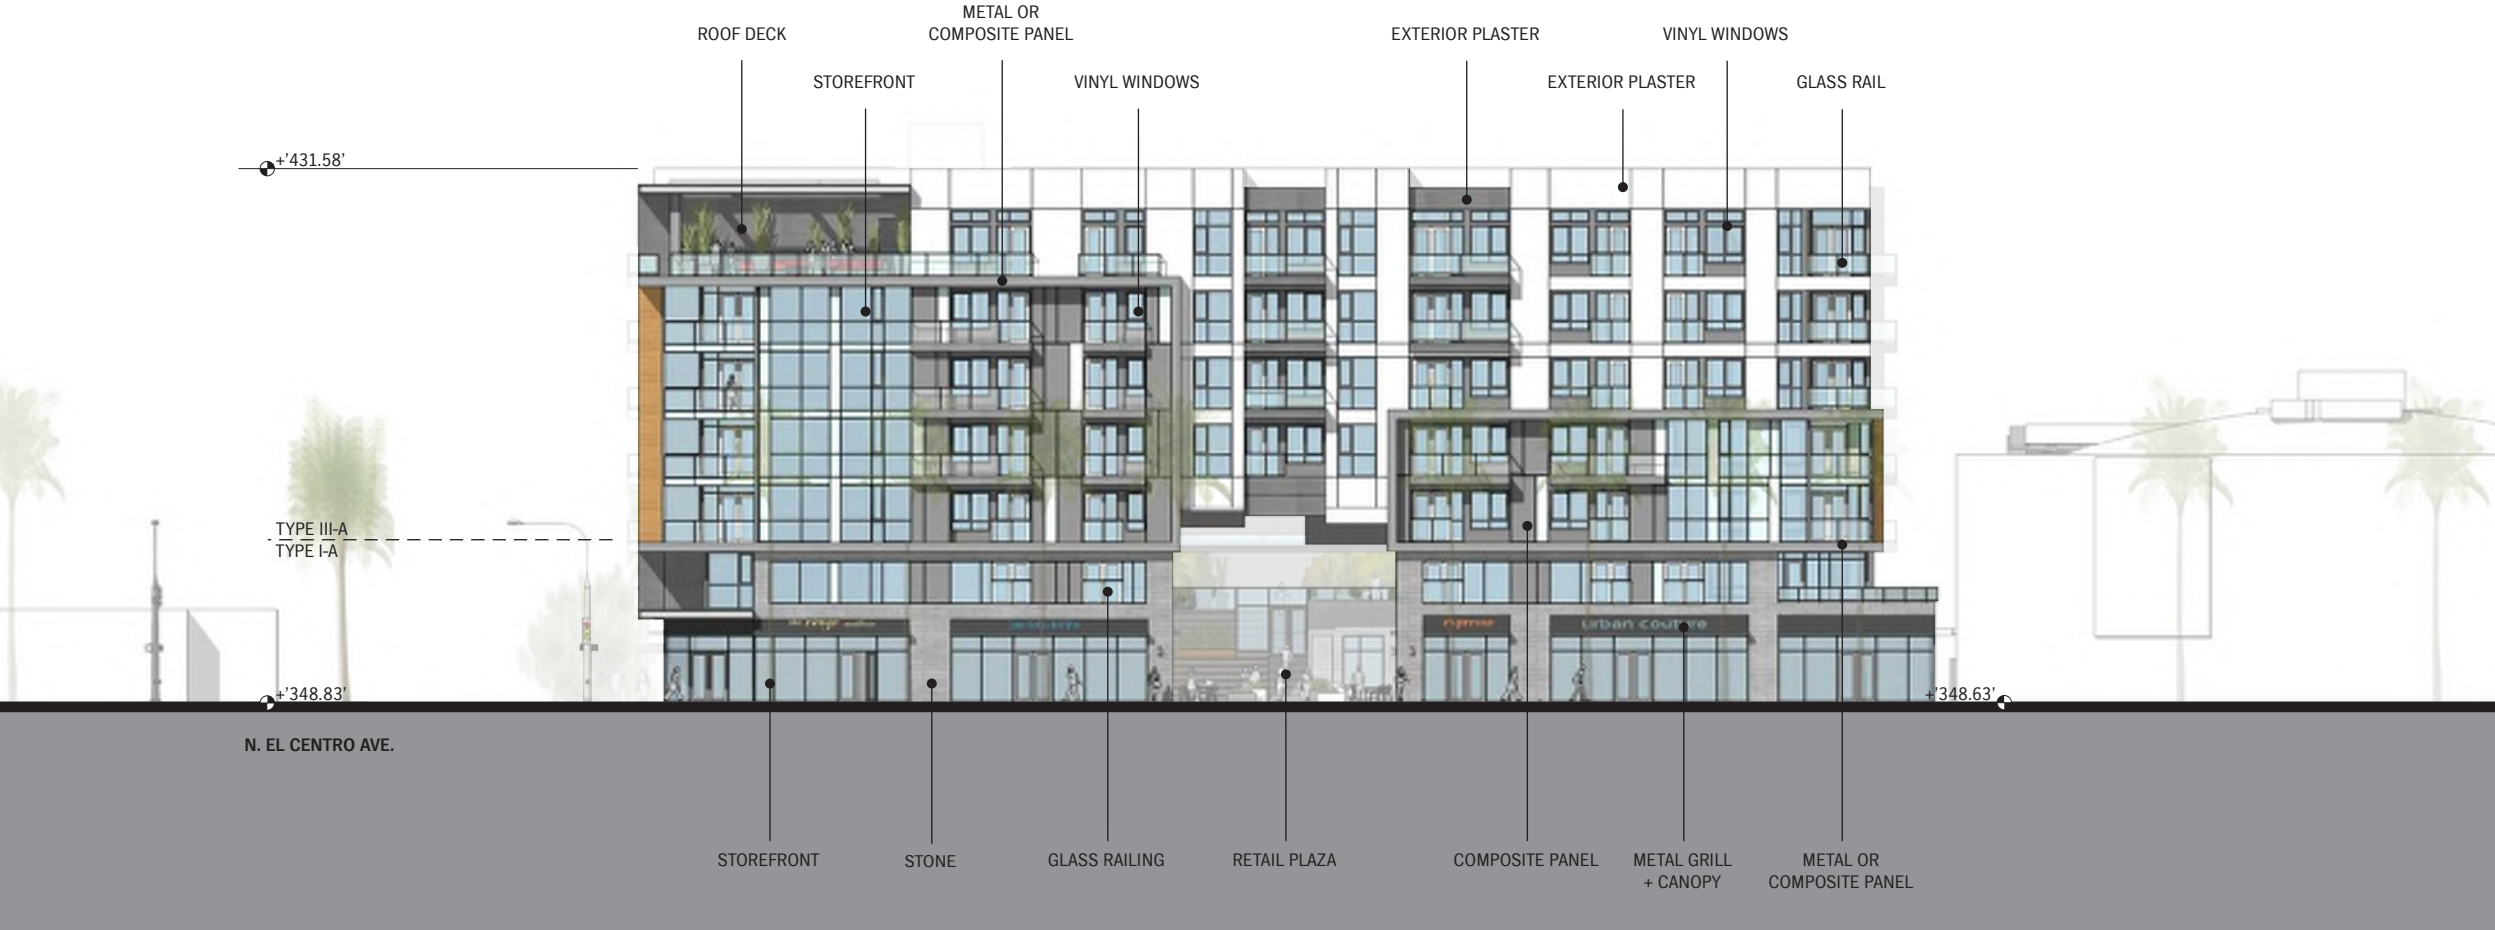 METAL OR
ROOF DECK
COMPOSITE PANEL
EXTERIOR PLASTER
VINYL WINDOWS
STOREFRONT
VINYL WINDOWS
EXTERIOR PLASTER
GLASS RAIL
+'431.58'
TYPE III-A
TYPE I-A
espresso
urban couture
+'348.83'
+'348.63'
N. EL CENTRO AVE.
STOREFRONT
STONE
GLASS RAILING
RETAIL PLAZA
COMPOSITE PANEL
METAL GRILL
+ CANOPY
METAL OR
COMPOSITE PANEL